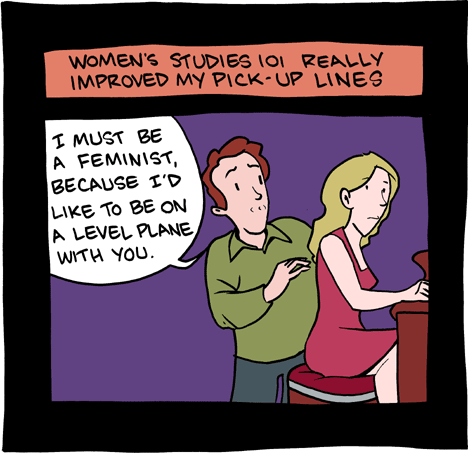 WOMEN'S STUDIES 101 REALLY
IMPROVED MY PICK-UP LINES
I MUST BE
A FEMINIST,
BECAUSE I'D
LIKE TO BE ON
A LEVEL PLANE
WITH YOU.